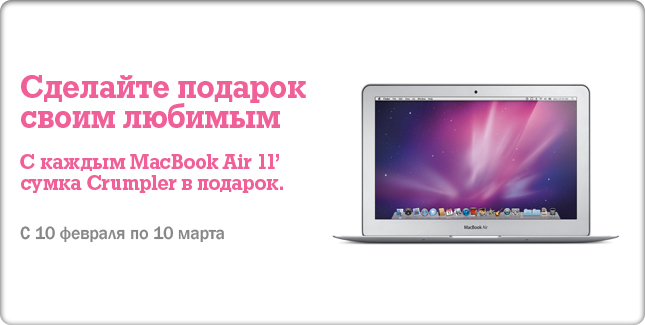 Сделайте подарок
своим любимым
С каждым MacBook Air 11’
сумка Crumpler в подарок.
С 10 февраля по 10 марта
MacBook Air